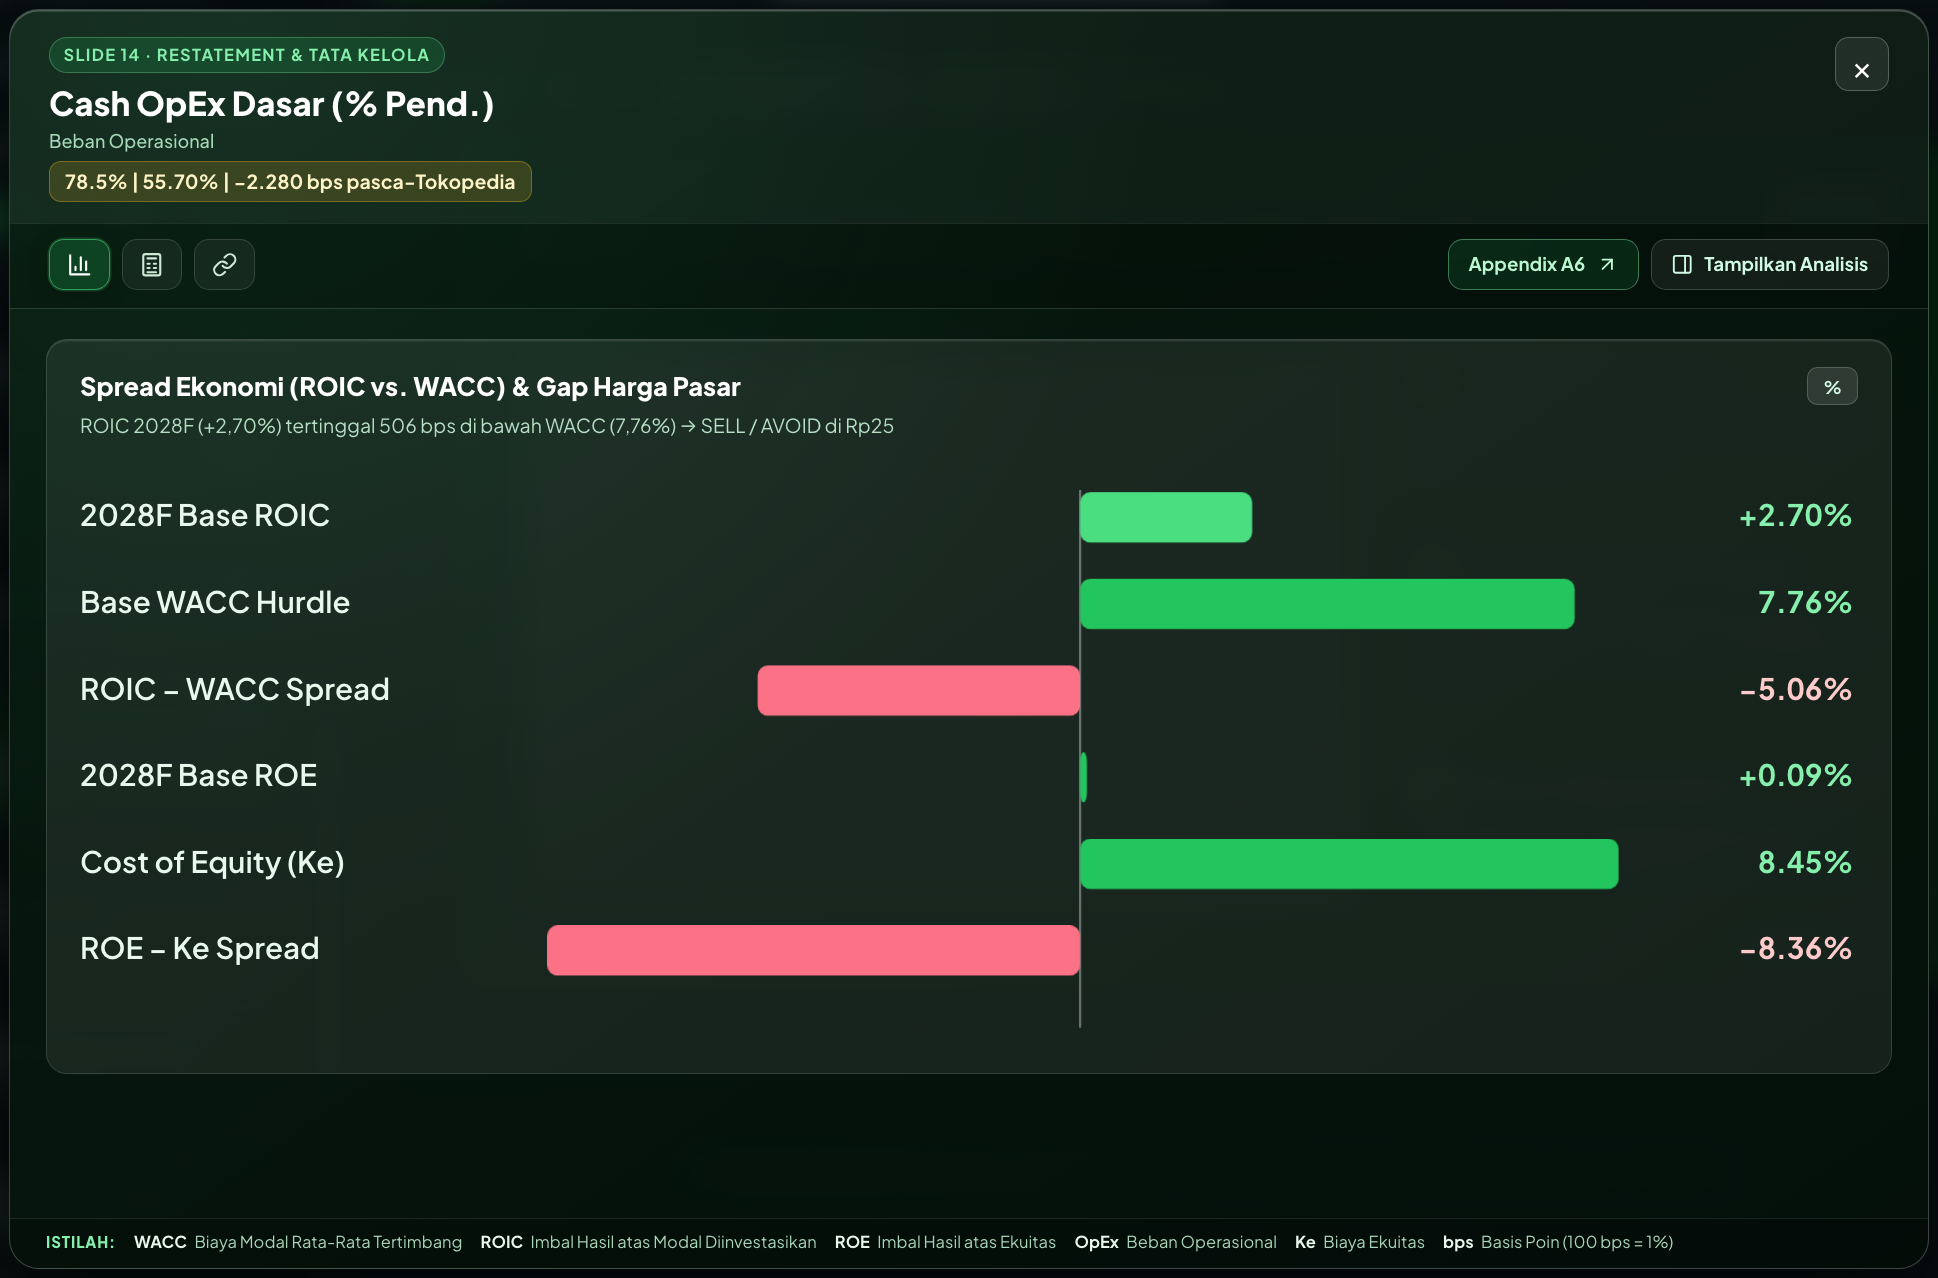 SLIDE 14 · RESTATEMENT & TATA KELOLA
Cash OpEx Dasar (% Pend.)
Beban Operasional
78.5% | 55.70% | −2.280 bps pasca-Tokopedia
Appendix A6
Tampilkan Analisis
Spread Ekonomi (ROIC vs. WACC) & Gap Harga Pasar
%
ROIC 2028F (+2,70%) tertinggal 506 bps di bawah WACC (7,76%) → SELL / AVOID di Rp25
2028F Base ROIC +2.70%
Base WACC Hurdle 7.76%
ROIC − WACC Spread −5.06%
2028F Base ROE +0.09%
Cost of Equity (Ke) 8.45%
ROE − Ke Spread −8.36%
ISTILAH: WACC Biaya Modal Rata-Rata Tertimbang ROIC Imbal Hasil atas Modal Diinvestasikan ROE Imbal Hasil atas Ekuitas OpEx Beban Operasional Ke Biaya Ekuitas bps Basis Poin (100 bps = 1%)